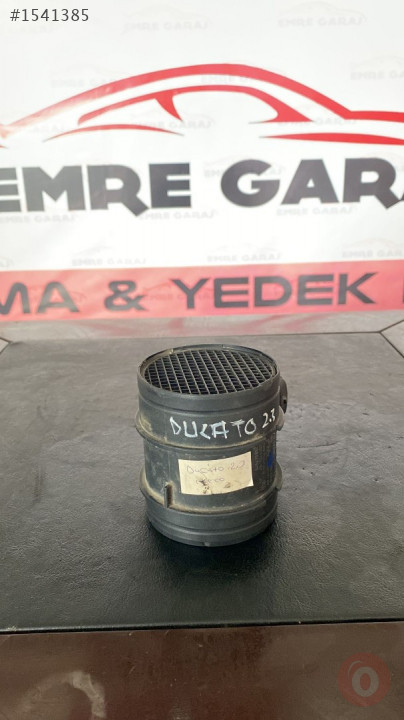 #1541385
EMRE GARA
MA & YEDEK
DUCATO 2.3